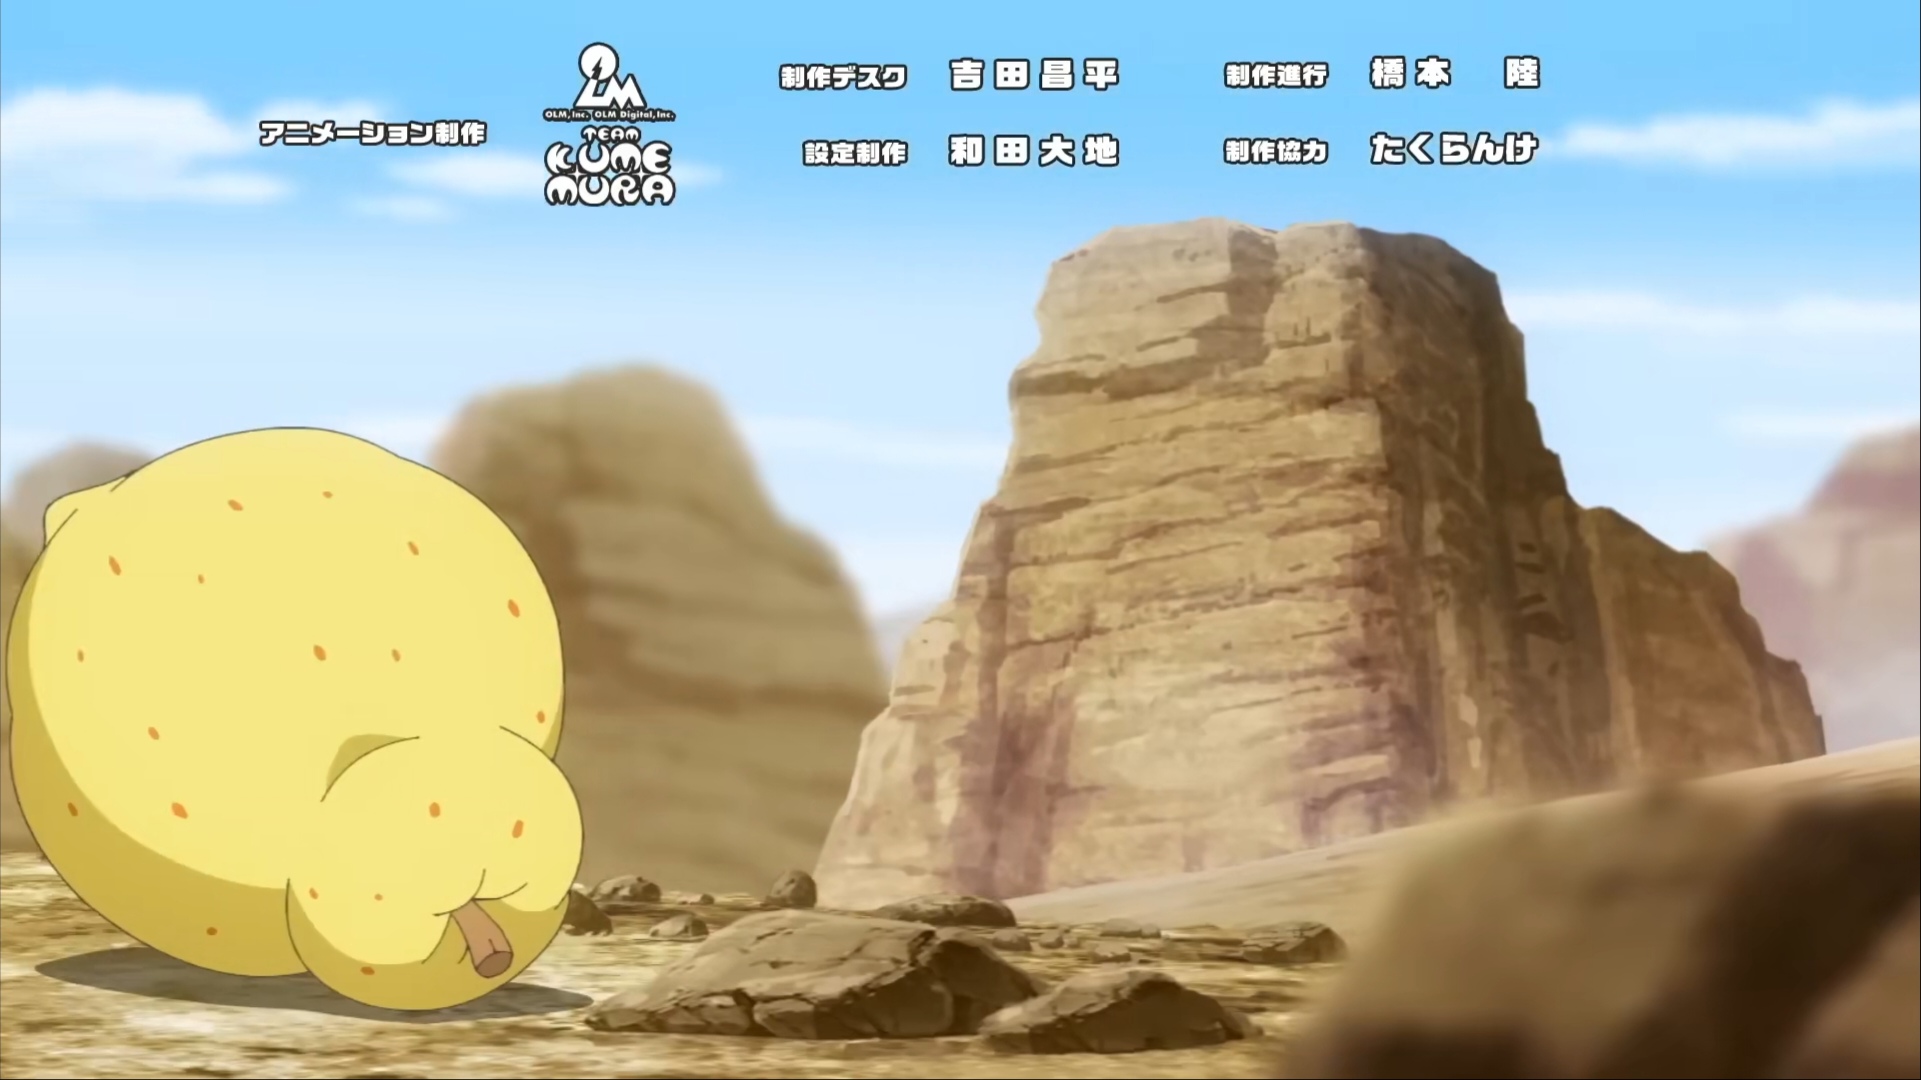 アニメーション制作
OLM
OLM, Inc. OLM Digital, Inc.
TEAM
KUME
MURA
制作デスク 吉田昌平
設定制作 和田大地
制作進行 橋本 陸
制作協力 たくらんけ